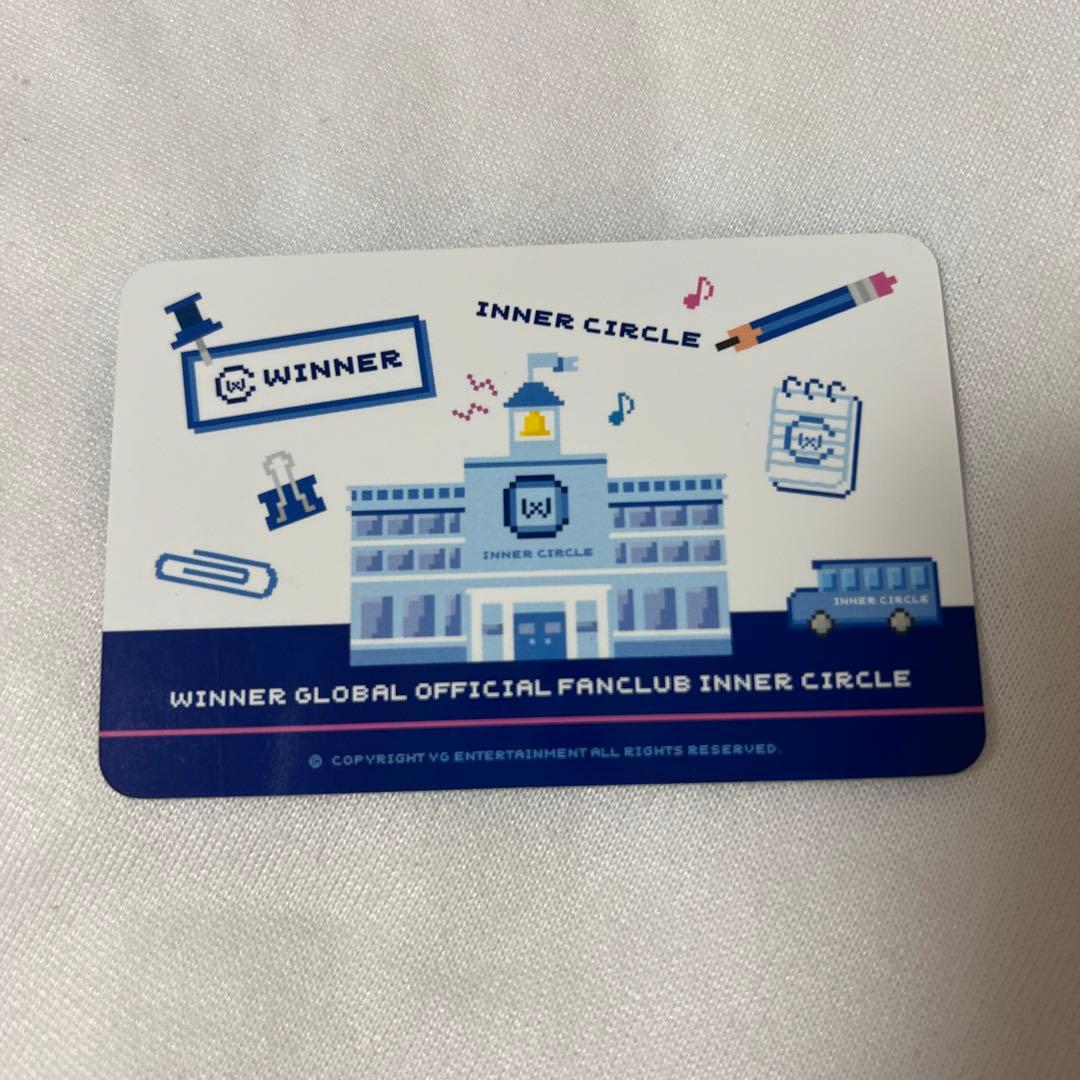 INNER CIRCLE
WINNER
INNER CIRCLE
INNER CIRCLE
WINNER GLOBAL OFFICIAL FANCLUB INNER CIRCLE
© COPYRIGHT YG ENTERTAINMENT ALL RIGHTS RESERVED.